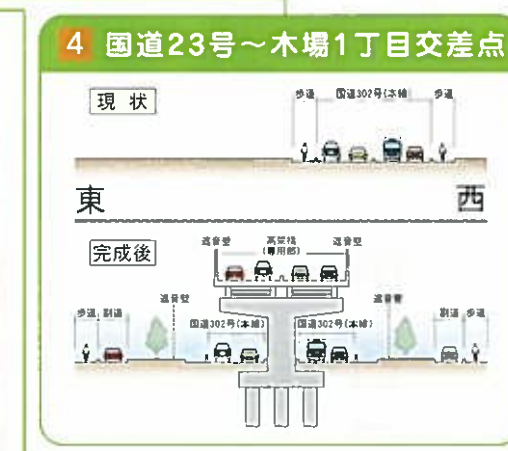 4 国道23号～木場1丁目交差点
現 状
歩道 国道302号(本線) 歩道
東 西
完成後
遮音壁 高架橋 (専用部) 遮音壁
遮音壁 遮音壁
歩道 側道 国道302号(本線) 国道302号(本線) 側道 歩道